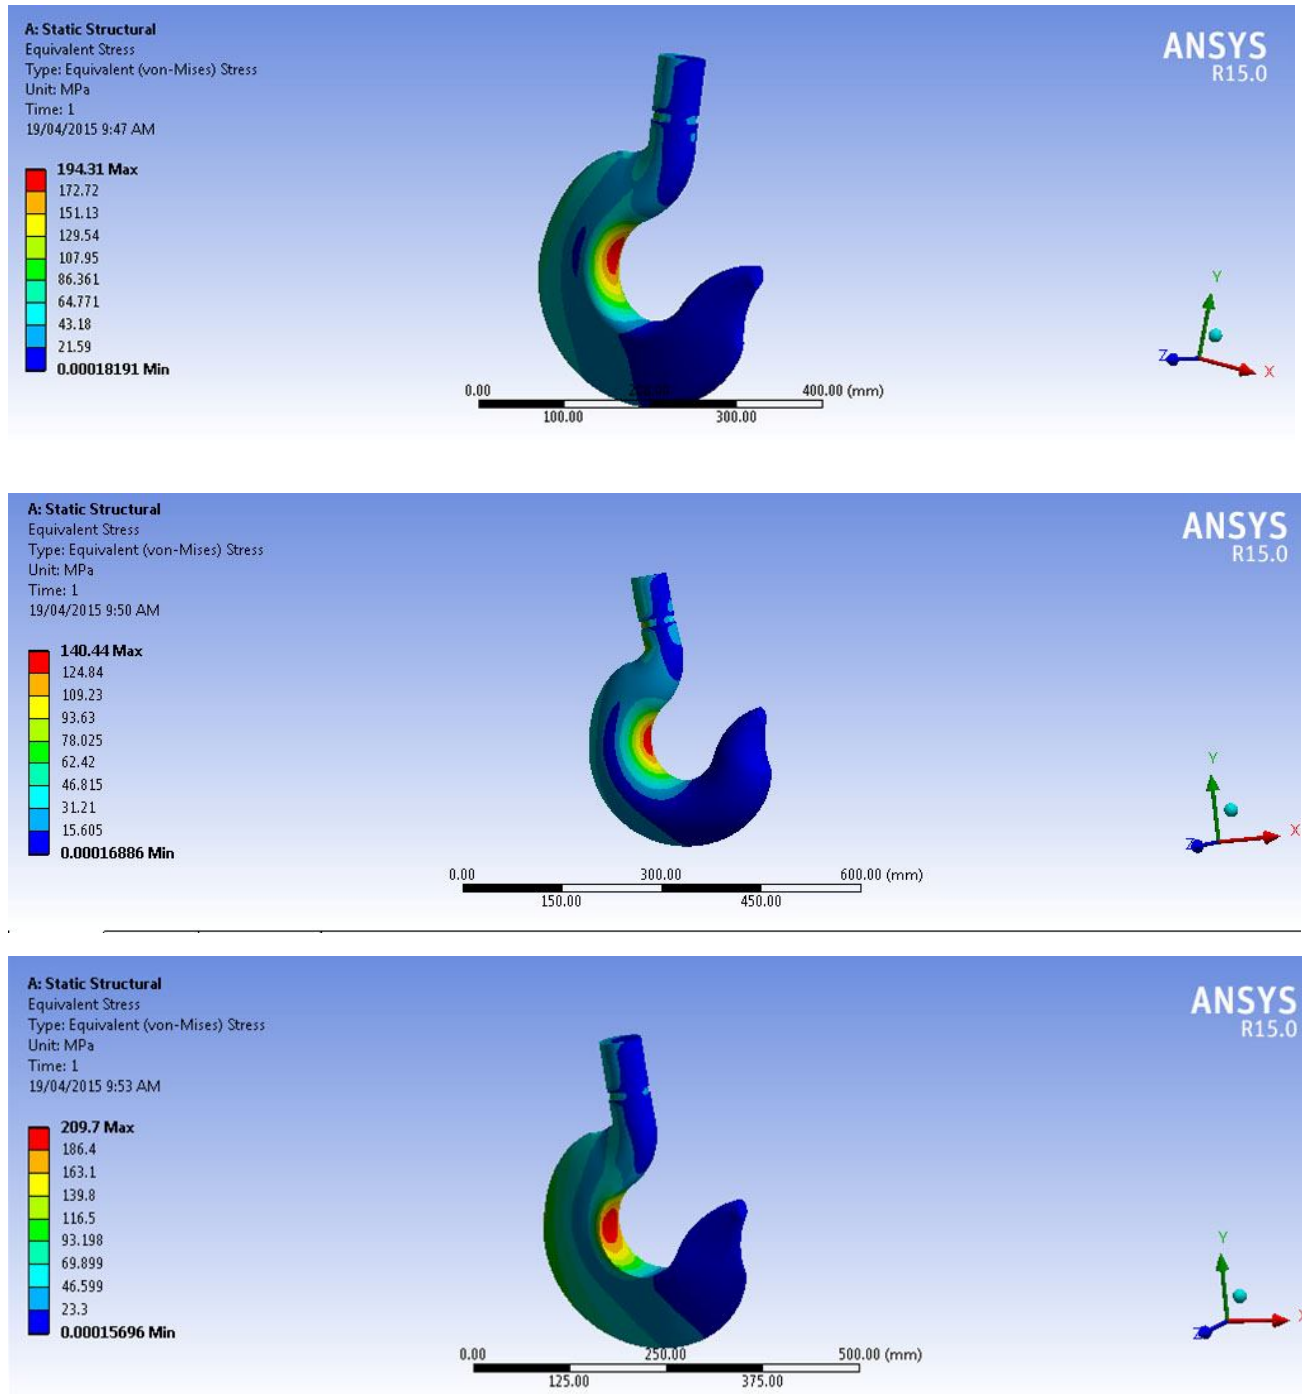 A: Static Structural
Equivalent Stress
Type: Equivalent (von-Mises) Stress
Unit: MPa
Time: 1
19/04/2015 9:47 AM
ANSYS
R15.0
194.31 Max
172.72
151.13
129.54
107.95
86.361
64.771
43.18
21.59
0.00018191 Min
Y
Z
X
0.00
400.00 (mm)
100.00
300.00
A: Static Structural
Equivalent Stress
Type: Equivalent (von-Mises) Stress
Unit: MPa
Time: 1
19/04/2015 9:50 AM
ANSYS
R15.0
140.44 Max
124.84
109.23
93.63
78.025
62.42
46.815
31.21
15.605
0.00016886 Min
Y
Z
X
0.00
300.00
600.00 (mm)
150.00
450.00
A: Static Structural
Equivalent Stress
Type: Equivalent (von-Mises) Stress
Unit: MPa
Time: 1
19/04/2015 9:53 AM
ANSYS
R15.0
209.7 Max
186.4
163.1
139.8
116.5
93.198
69.899
46.599
23.3
0.00015696 Min
Y
Z
0.00
250.00
500.00 (mm)
125.00
375.00